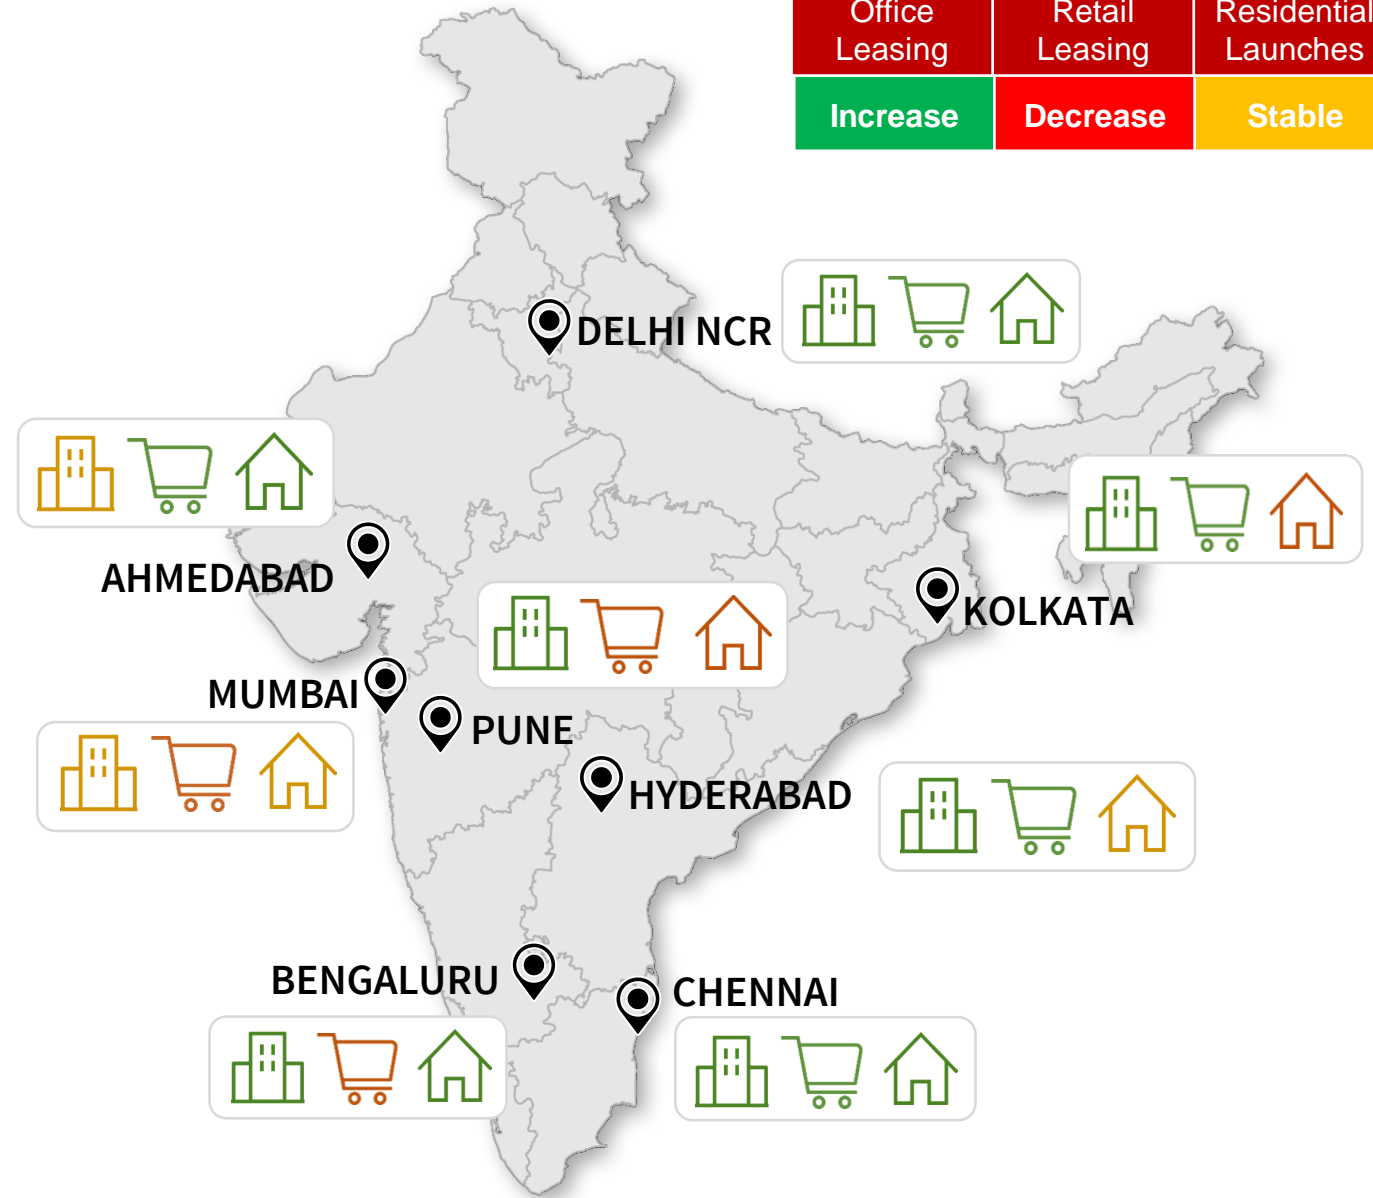 Office Leasing
Retail Leasing
Residential Launches
Increase
Decrease
Stable
DELHI NCR
AHMEDABAD
KOLKATA
MUMBAI
PUNE
HYDERABAD
BENGALURU
CHENNAI